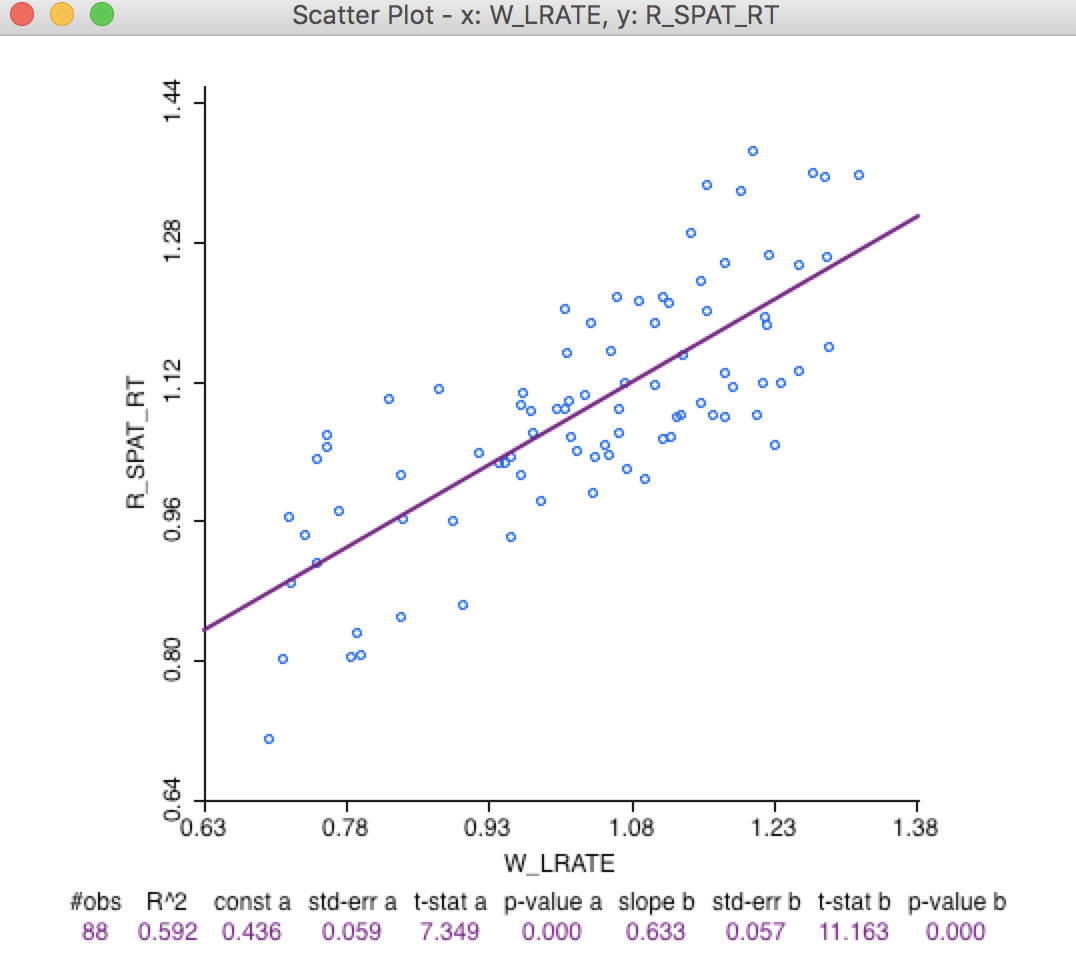 Scatter Plot - x: W_LRATE, y: R_SPAT_RT
1.44
1.28
1.12
0.96
0.80
0.64
R_SPAT_RT
0.63 0.78 0.93 1.08 1.23 1.38
W_LRATE
#obs R^2 const a std-err a t-stat a p-value a slope b std-err b t-stat b p-value b
88 0.592 0.436 0.059 7.349 0.000 0.633 0.057 11.163 0.000